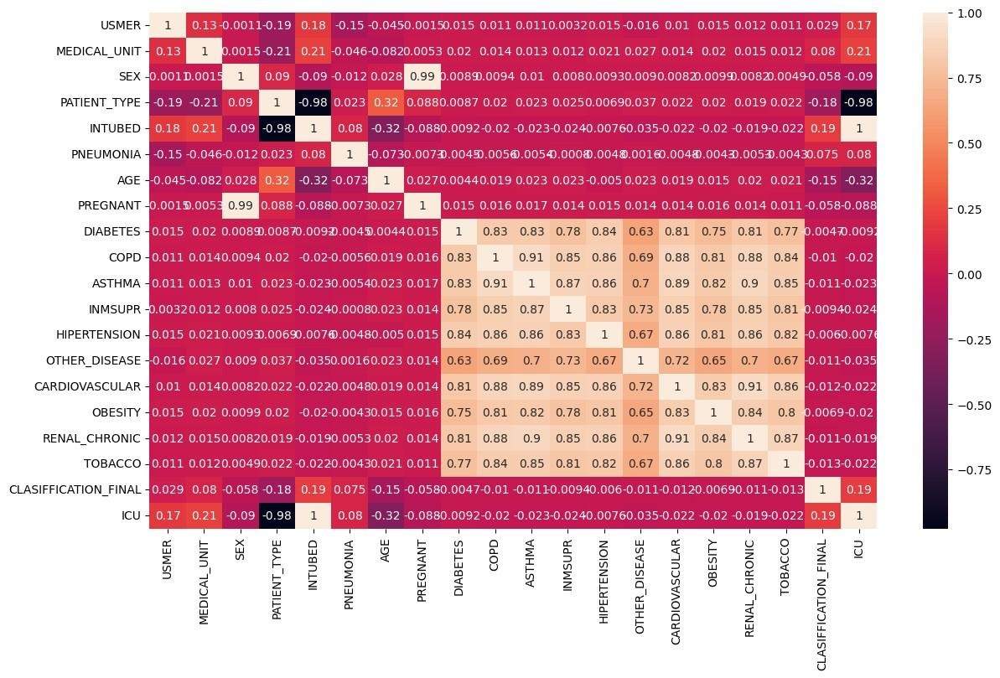 USMER 1 0.13 -0.0011 -0.19 0.18 -0.15 -0.045 0.0015 0.015 0.011 0.011 0.0032 0.015 -0.016 0.01 0.015 0.012 0.011 0.029 0.17
MEDICAL_UNIT 0.13 1 0.0015 -0.21 0.21 -0.046 -0.082 0.0053 0.02 0.014 0.013 0.012 0.021 0.027 0.014 0.02 0.015 0.012 0.08 0.21
SEX 1 0.09 -0.09 -0.012 0.028 0.99 0.0089 0.0094 0.01 0.008 0.0093 0.009 0.0082 0.0099 0.0082 0.0049 -0.058 -0.09
PATIENT_TYPE -0.19 -0.21 0.09 1 -0.98 0.023 0.32 0.088 0.0087 0.02 0.023 0.025 0.0069 0.037 0.022 0.02 0.019 0.022 -0.18 -0.98
INTUBED 0.18 0.21 -0.09 -0.98 1 0.08 -0.32 -0.088 -0.02 -0.023 -0.024 -0.0076 -0.035 -0.022 -0.02 -0.019 -0.022 0.19 1
PNEUMONIA -0.15 -0.046 -0.012 0.023 0.08 1 -0.073 0.075 0.08
AGE -0.045 -0.082 0.028 0.32 -0.32 -0.073 1 0.027 0.0044 0.019 0.023 0.023 -0.005 0.023 0.019 0.015 0.02 0.021 -0.15 -0.32
PREGNANT 0.0053 0.99 0.088 -0.088 0.027 1 0.015 0.016 0.017 0.014 0.015 0.014 0.014 0.016 0.014 0.011 -0.058 -0.088
DIABETES 0.015 0.02 0.015 1 0.83 0.83 0.78 0.84 0.63 0.81 0.75 0.81 0.77
COPD 0.011 0.014 0.0094 0.02 -0.02 -0.0056 0.019 0.016 0.83 1 0.91 0.85 0.86 0.69 0.88 0.81 0.88 0.84 -0.01 -0.02
ASTHMA 0.011 0.013 0.01 0.023 -0.023 -0.0054 0.023 0.017 0.83 0.91 1 0.87 0.86 0.7 0.89 0.82 0.9 0.85 -0.011 -0.023
INMSUPR 0.0032 0.012 0.008 0.025 -0.024 -0.0008 0.023 0.014 0.78 0.85 0.87 1 0.83 0.73 0.85 0.78 0.85 0.81 -0.0094 -0.024
HIPERTENSION 0.015 0.021 0.0093 0.0069 -0.0076 -0.0048 -0.005 0.015 0.84 0.86 0.86 0.83 1 0.67 0.86 0.81 0.86 0.82 -0.006 -0.0076
OTHER_DISEASE -0.016 0.027 0.009 0.037 -0.035 0.0016 0.023 0.014 0.63 0.69 0.7 0.73 0.67 1 0.72 0.65 0.7 0.67 -0.011 -0.035
CARDIOVASCULAR 0.01 0.014 0.0082 0.022 -0.022 -0.0048 0.019 0.014 0.81 0.88 0.89 0.85 0.86 0.72 1 0.83 0.91 0.86 -0.012 -0.022
OBESITY 0.015 0.02 0.0099 0.02 -0.02 -0.0043 0.015 0.016 0.75 0.81 0.82 0.78 0.81 0.65 0.83 1 0.84 0.8 -0.0069 -0.02
RENAL_CHRONIC 0.012 0.015 0.0082 0.019 -0.019 -0.0053 0.02 0.014 0.81 0.88 0.9 0.85 0.86 0.7 0.91 0.84 1 0.87 -0.011 -0.019
TOBACCO 0.011 0.012 0.0049 0.022 -0.022 -0.0043 0.021 0.011 0.77 0.84 0.85 0.81 0.82 0.67 0.86 0.8 0.87 1 -0.013 -0.022
CLASIFFICATION_FINAL 0.029 0.08 -0.058 -0.18 0.19 0.075 -0.15 -0.058 -0.0047 -0.01 -0.011 -0.0094 -0.006 -0.011 -0.012 -0.0069 -0.011 -0.013 1 0.19
ICU 0.17 0.21 -0.09 -0.98 1 0.08 -0.32 -0.088 -0.0092 -0.02 -0.023 -0.024 -0.0076 -0.035 -0.022 -0.02 -0.019 -0.022 0.19 1
USMER MEDICAL_UNIT SEX PATIENT_TYPE INTUBED PNEUMONIA AGE PREGNANT DIABETES COPD ASTHMA INMSUPR HIPERTENSION OTHER_DISEASE CARDIOVASCULAR OBESITY RENAL_CHRONIC TOBACCO CLASIFFICATION_FINAL ICU
1.00
0.75
0.50
0.25
0.00
−0.25
−0.50
−0.75